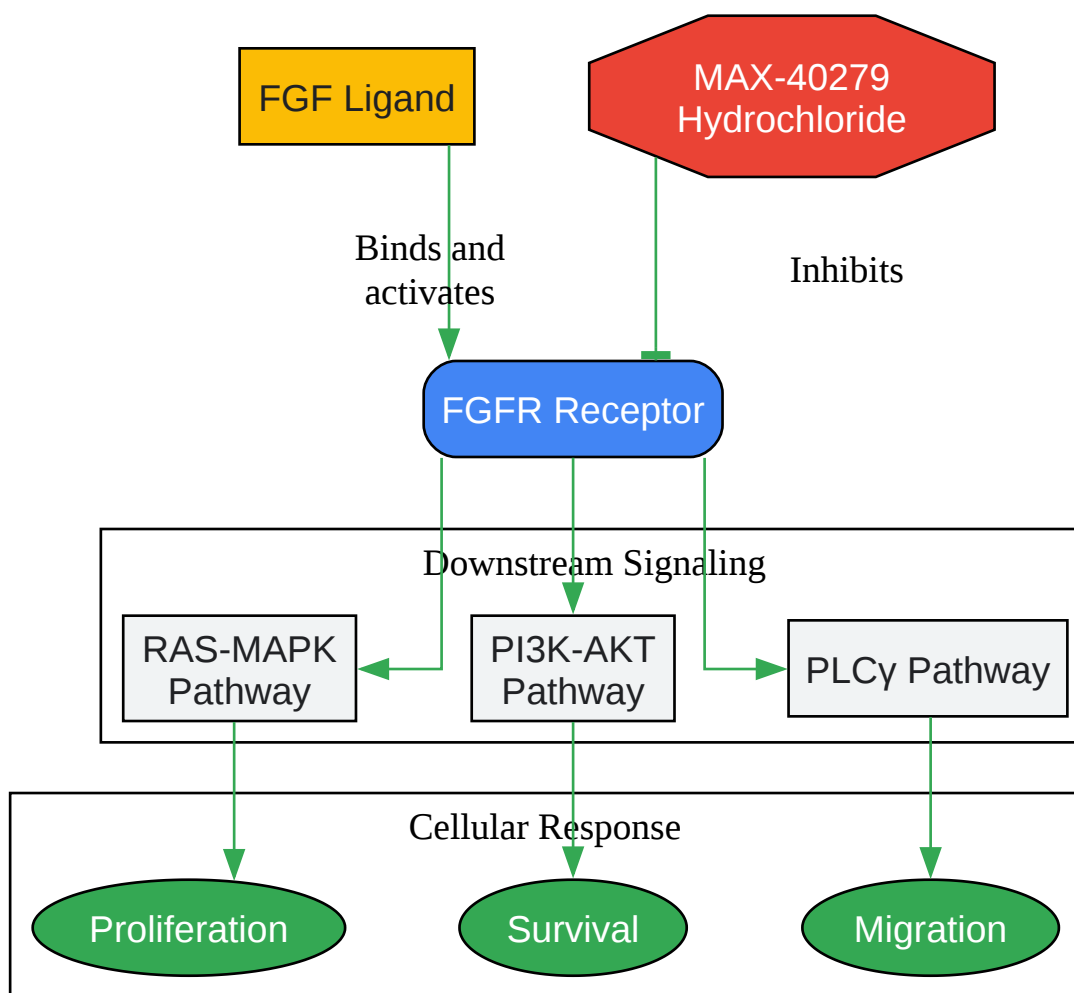 FGF Ligand
MAX-40279
Hydrochloride
Binds and
activates
Inhibits
FGFR Receptor
Downstream Signaling
RAS-MAPK
Pathway
PI3K-AKT
Pathway
PLCγ Pathway
Cellular Response
Proliferation
Survival
Migration